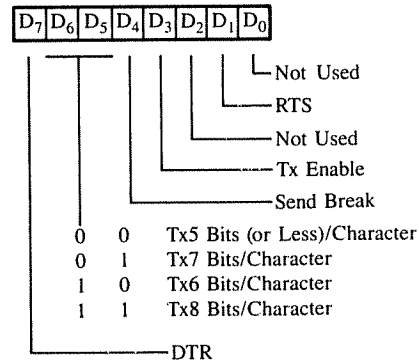 D7 D6 D5 D4 D3 D2 D1 D0
Not Used
RTS
Not Used
Tx Enable
Send Break
0 0 Tx5 Bits (or Less)/Character
0 1 Tx7 Bits/Character
1 0 Tx6 Bits/Character
1 1 Tx8 Bits/Character
DTR